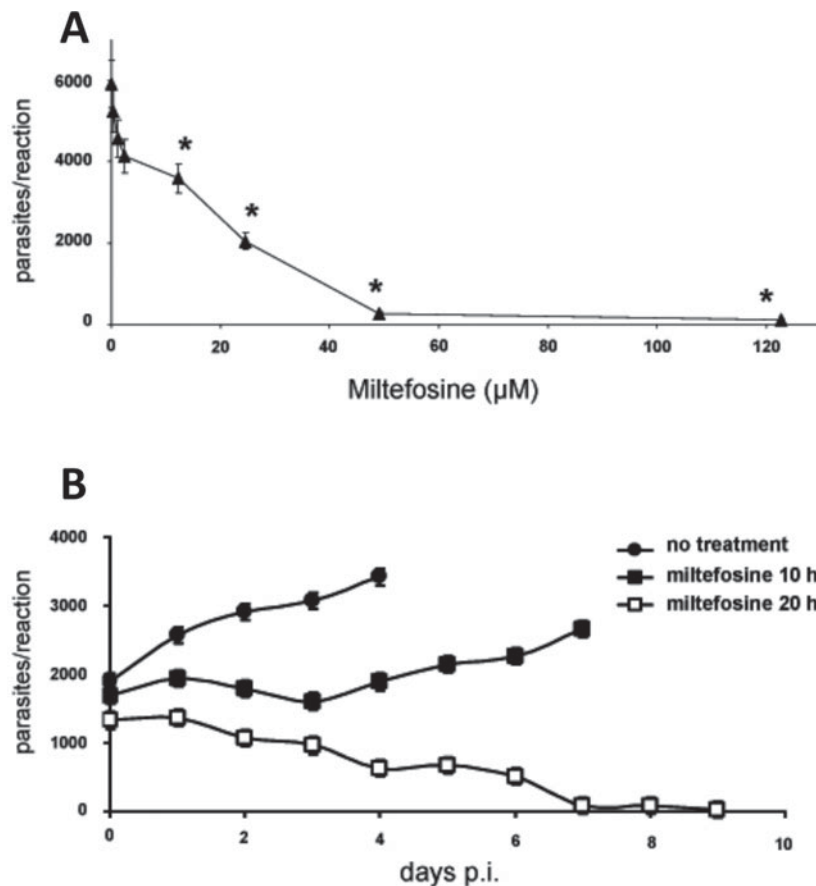 A
6000
4000
2000
0
parasites/reaction
*
*
*
*
0 20 40 60 80 100 120
Miltefosine (µM)
B
4000
3000
2000
1000
0
parasites/reaction
no treatment
miltefosine 10 h
miltefosine 20 h
0 2 4 6 8 10
days p.i.